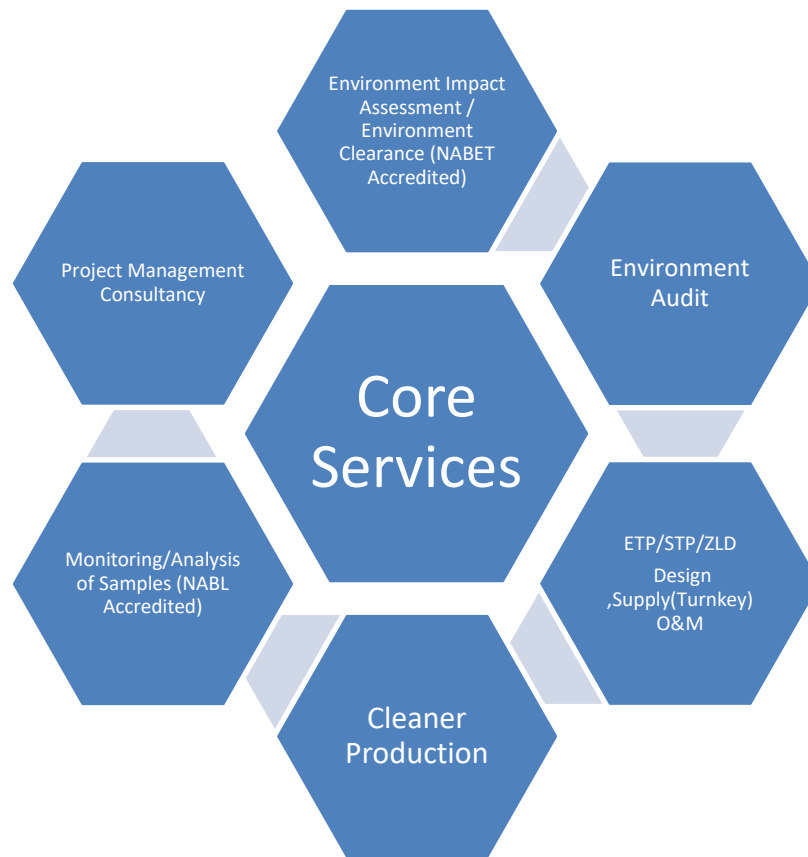 Environment Impact
Assessment /
Environment
Clearance (NABET
Accredited)
Environment
Audit
ETP/STP/ZLD
Design
,Supply(Turnkey)
O&M
Cleaner
Production
Monitoring/Analysis
of Samples (NABL
Accredited)
Project Management
Consultancy
Core
Services